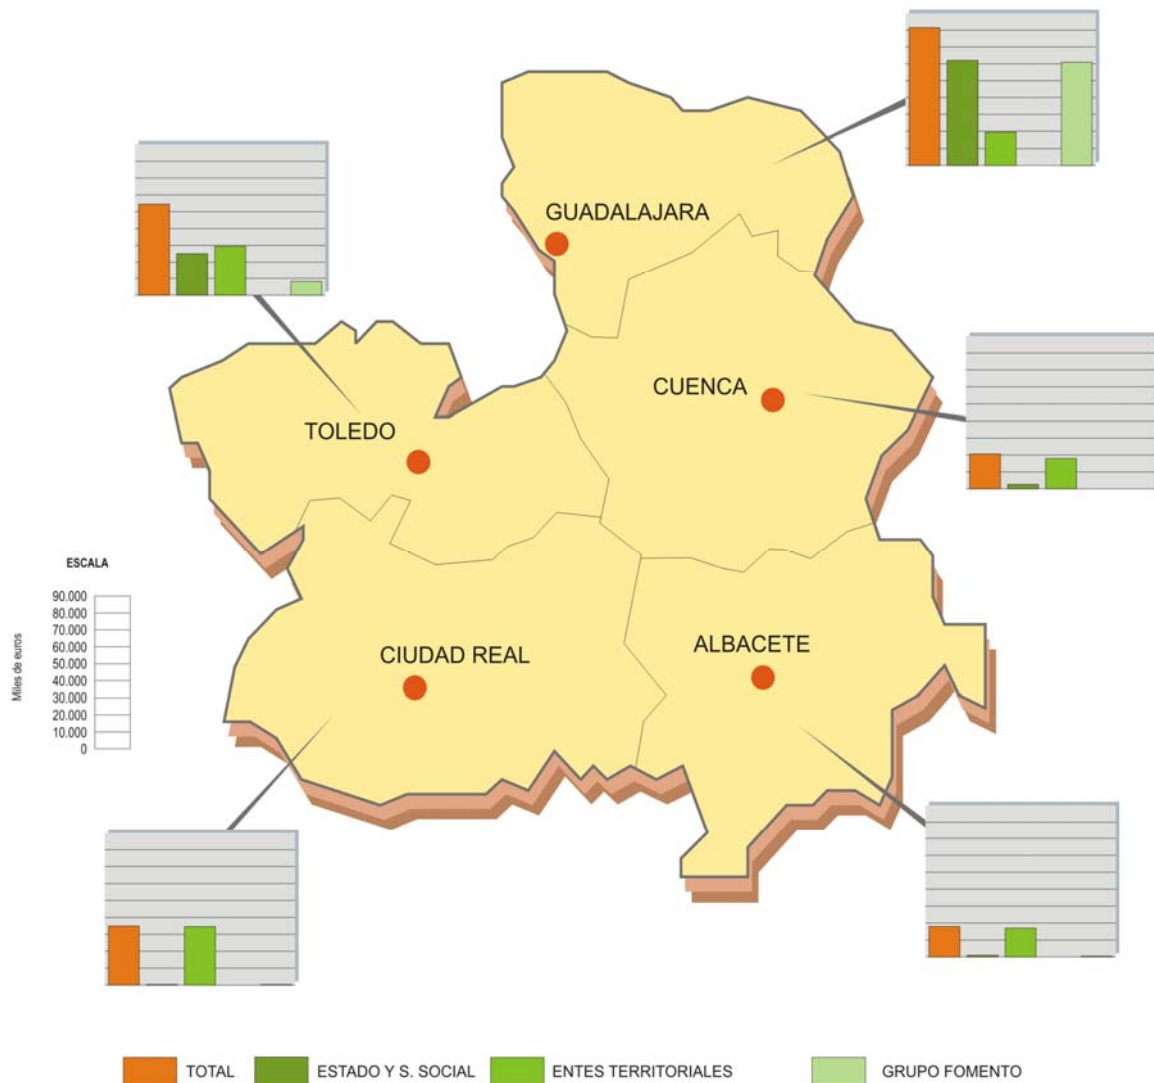 GUADALAJARA
CUENCA
TOLEDO
ESCALA
Miles de euros
90.000
80.000
70.000
60.000
50.000
40.000
30.000
20.000
10.000
0
CIUDAD REAL
ALBACETE
TOTAL ESTADO Y S. SOCIAL ENTES TERRITORIALES GRUPO FOMENTO